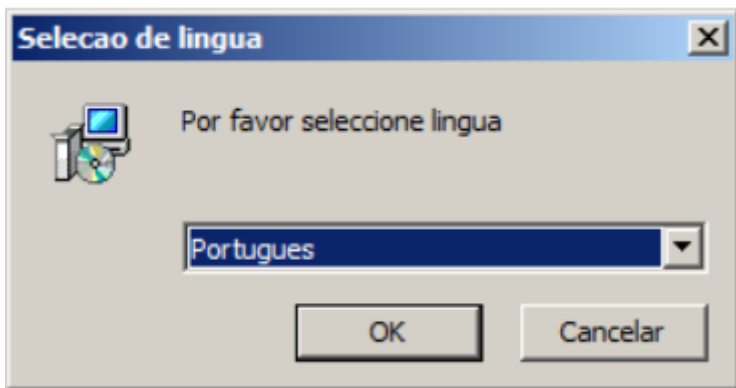 Selecao de lingua
Por favor seleccione lingua
Portugues
OK
Cancelar